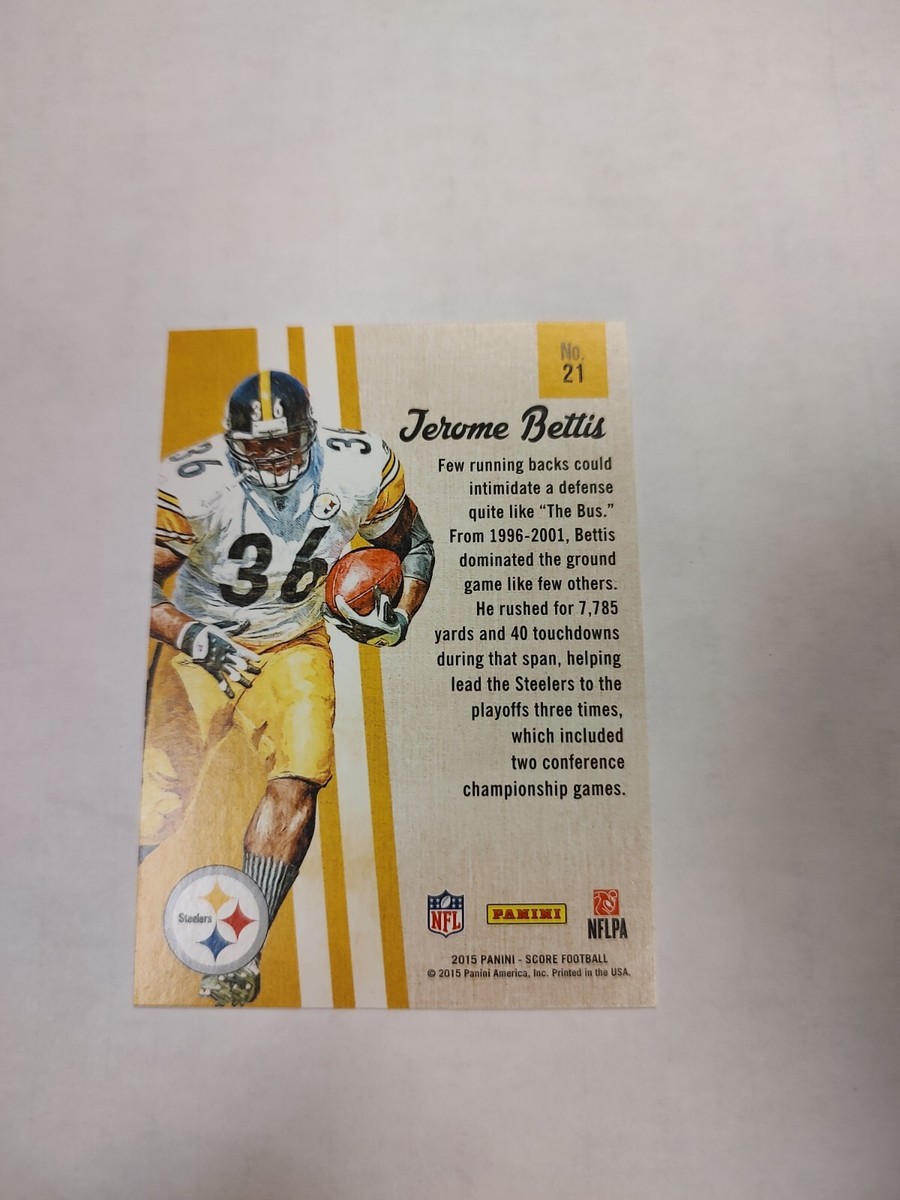 No.
21
Jerome Bettis
Few running backs could
intimidate a defense
quite like “The Bus.”
From 1996-2001, Bettis
dominated the ground
game like few others.
He rushed for 7,785
yards and 40 touchdowns
during that span, helping
lead the Steelers to the
playoffs three times,
which included
two conference
championship games.
36
36
36
36
Steelers
NFL
PANINI
NFLPA
2015 PANINI - SCORE FOOTBALL
© 2015 Panini America, Inc. Printed in the USA.